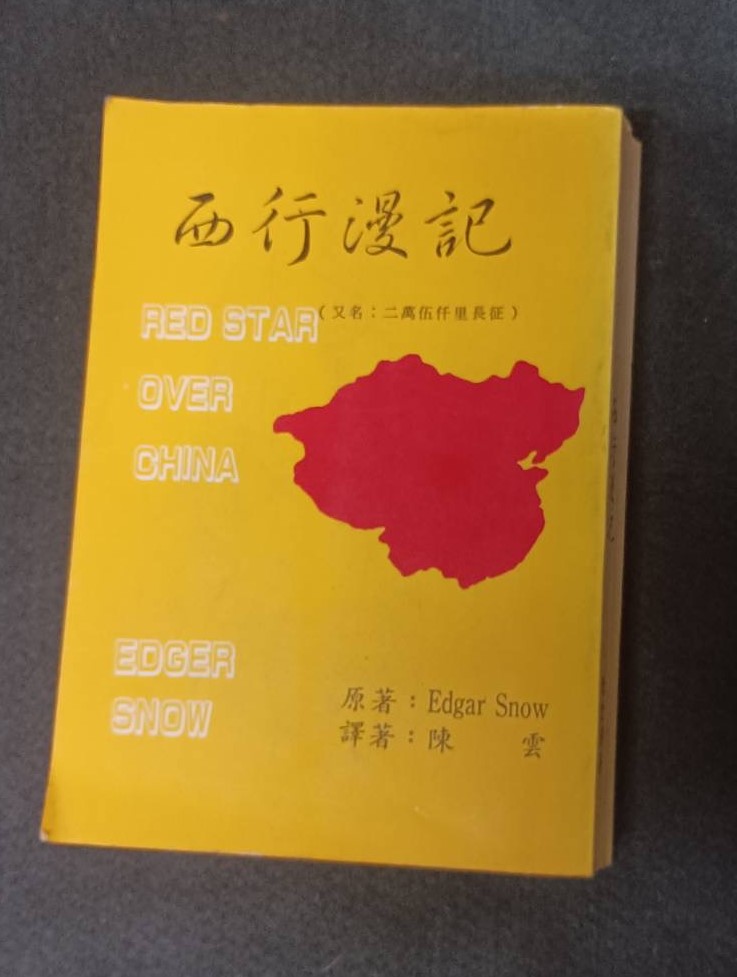 西行漫記
(又名：二萬伍仟里長征)
RED STAR
OVER
CHINA
EDGER
SNOW
原著：Edgar Snow
譯著：陳 雲